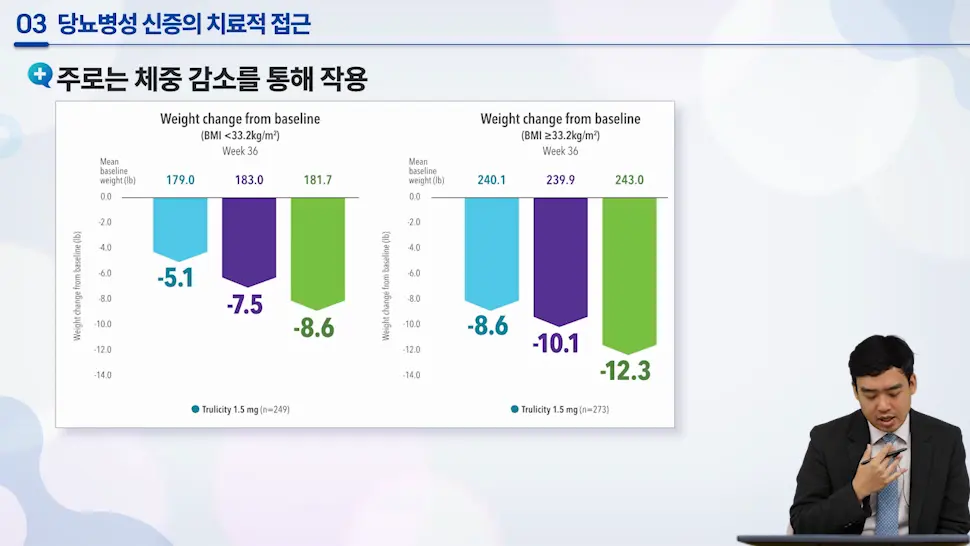 03 당뇨병성 신증의 치료적 접근
주로는 체중 감소를 통해 작용
Weight change from baseline
(BMI <33.2kg/m²)
Week 36
Mean
baseline
weight (lb)
179.0
183.0
181.7
0.0
-2.0
-4.0
-6.0
-8.0
-10.0
-12.0
-14.0
Weight change from baseline (lb)
-5.1
-7.5
-8.6
Trulicity 1.5 mg (n=249)
Weight change from baseline
(BMI ≥33.2kg/m²)
Week 36
Mean
baseline
weight (lb)
240.1
239.9
243.0
0.0
-2.0
-4.0
-6.0
-8.0
-10.0
-12.0
-14.0
Weight change from baseline (lb)
-8.6
-10.1
-12.3
Trulicity 1.5 mg (n=273)